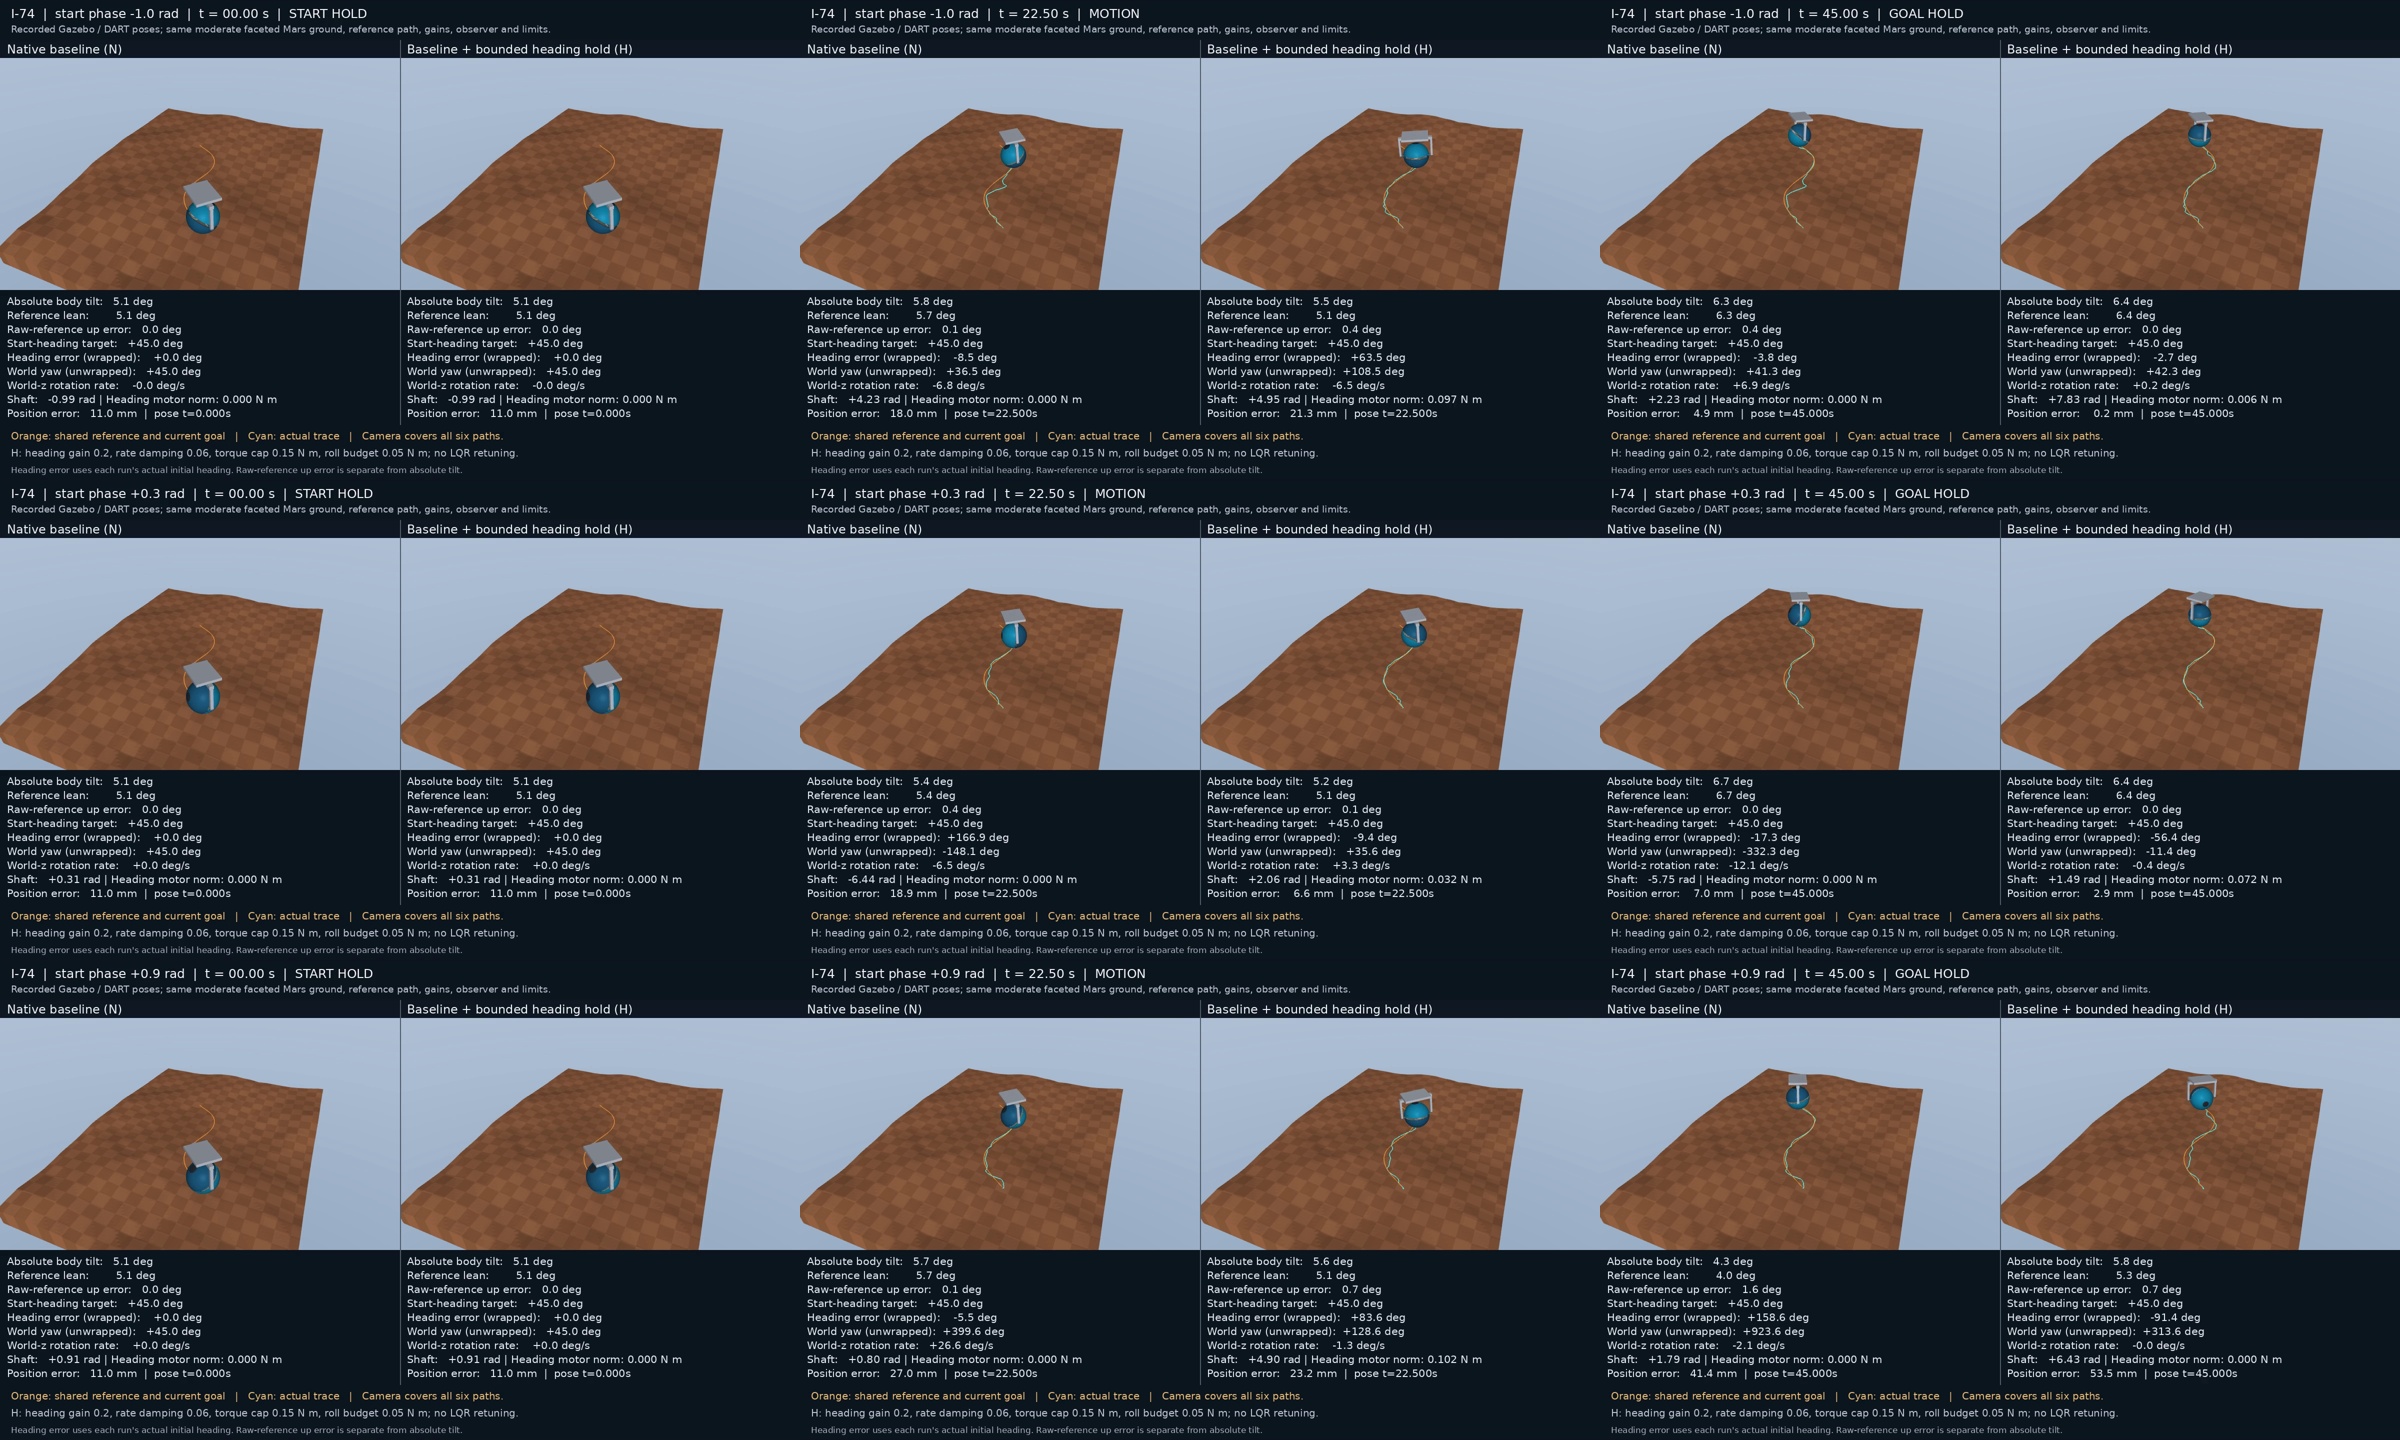 I-74 | start phase -1.0 rad | t = 00.00 s | START HOLD
Recorded Gazebo / DART poses; same moderate faceted Mars ground, reference path, gains, observer and limits.
Native baseline (N)
Baseline + bounded heading hold (H)
Absolute body tilt: 5.1 deg
Reference lean: 5.1 deg
Raw-reference up error: 0.0 deg
Start-heading target: +45.0 deg
Heading error (wrapped): +0.0 deg
World yaw (unwrapped): +45.0 deg
World-z rotation rate: -0.0 deg/s
Shaft: -0.99 rad | Heading motor norm: 0.000 N m
Position error: 11.0 mm | pose t=0.000s
Absolute body tilt: 5.1 deg
Reference lean: 5.1 deg
Raw-reference up error: 0.0 deg
Start-heading target: +45.0 deg
Heading error (wrapped): +0.0 deg
World yaw (unwrapped): +45.0 deg
World-z rotation rate: -0.0 deg/s
Shaft: -0.99 rad | Heading motor norm: 0.000 N m
Position error: 11.0 mm | pose t=0.000s
Orange: shared reference and current goal | Cyan: actual trace | Camera covers all six paths.
H: heading gain 0.2, rate damping 0.06, torque cap 0.15 N m, roll budget 0.05 N m; no LQR retuning.
Heading error uses each run's actual initial heading. Raw-reference up error is separate from absolute tilt.
I-74 | start phase -1.0 rad | t = 22.50 s | MOTION
Recorded Gazebo / DART poses; same moderate faceted Mars ground, reference path, gains, observer and limits.
Native baseline (N)
Baseline + bounded heading hold (H)
Absolute body tilt: 5.8 deg
Reference lean: 5.7 deg
Raw-reference up error: 0.1 deg
Start-heading target: +45.0 deg
Heading error (wrapped): -8.5 deg
World yaw (unwrapped): +36.5 deg
World-z rotation rate: -6.8 deg/s
Shaft: +4.23 rad | Heading motor norm: 0.000 N m
Position error: 18.0 mm | pose t=22.500s
Absolute body tilt: 5.5 deg
Reference lean: 5.1 deg
Raw-reference up error: 0.4 deg
Start-heading target: +45.0 deg
Heading error (wrapped): +63.5 deg
World yaw (unwrapped): +108.5 deg
World-z rotation rate: -6.5 deg/s
Shaft: +4.95 rad | Heading motor norm: 0.097 N m
Position error: 21.3 mm | pose t=22.500s
Orange: shared reference and current goal | Cyan: actual trace | Camera covers all six paths.
H: heading gain 0.2, rate damping 0.06, torque cap 0.15 N m, roll budget 0.05 N m; no LQR retuning.
Heading error uses each run's actual initial heading. Raw-reference up error is separate from absolute tilt.
I-74 | start phase -1.0 rad | t = 45.00 s | GOAL HOLD
Recorded Gazebo / DART poses; same moderate faceted Mars ground, reference path, gains, observer and limits.
Native baseline (N)
Baseline + bounded heading hold (H)
Absolute body tilt: 6.3 deg
Reference lean: 6.3 deg
Raw-reference up error: 0.4 deg
Start-heading target: +45.0 deg
Heading error (wrapped): -3.8 deg
World yaw (unwrapped): +41.3 deg
World-z rotation rate: +6.9 deg/s
Shaft: +2.23 rad | Heading motor norm: 0.000 N m
Position error: 4.9 mm | pose t=45.000s
Absolute body tilt: 6.4 deg
Reference lean: 6.4 deg
Raw-reference up error: 0.0 deg
Start-heading target: +45.0 deg
Heading error (wrapped): -2.7 deg
World yaw (unwrapped): +42.3 deg
World-z rotation rate: +0.2 deg/s
Shaft: +7.83 rad | Heading motor norm: 0.006 N m
Position error: 0.2 mm | pose t=45.000s
Orange: shared reference and current goal | Cyan: actual trace | Camera covers all six paths.
H: heading gain 0.2, rate damping 0.06, torque cap 0.15 N m, roll budget 0.05 N m; no LQR retuning.
Heading error uses each run's actual initial heading. Raw-reference up error is separate from absolute tilt.
I-74 | start phase +0.3 rad | t = 00.00 s | START HOLD
Recorded Gazebo / DART poses; same moderate faceted Mars ground, reference path, gains, observer and limits.
Native baseline (N)
Baseline + bounded heading hold (H)
Absolute body tilt: 5.1 deg
Reference lean: 5.1 deg
Raw-reference up error: 0.0 deg
Start-heading target: +45.0 deg
Heading error (wrapped): +0.0 deg
World yaw (unwrapped): +45.0 deg
World-z rotation rate: +0.0 deg/s
Shaft: +0.31 rad | Heading motor norm: 0.000 N m
Position error: 11.0 mm | pose t=0.000s
Absolute body tilt: 5.1 deg
Reference lean: 5.1 deg
Raw-reference up error: 0.0 deg
Start-heading target: +45.0 deg
Heading error (wrapped): +0.0 deg
World yaw (unwrapped): +45.0 deg
World-z rotation rate: +0.0 deg/s
Shaft: +0.31 rad | Heading motor norm: 0.000 N m
Position error: 11.0 mm | pose t=0.000s
Orange: shared reference and current goal | Cyan: actual trace | Camera covers all six paths.
H: heading gain 0.2, rate damping 0.06, torque cap 0.15 N m, roll budget 0.05 N m; no LQR retuning.
Heading error uses each run's actual initial heading. Raw-reference up error is separate from absolute tilt.
I-74 | start phase +0.3 rad | t = 22.50 s | MOTION
Recorded Gazebo / DART poses; same moderate faceted Mars ground, reference path, gains, observer and limits.
Native baseline (N)
Baseline + bounded heading hold (H)
Absolute body tilt: 5.4 deg
Reference lean: 5.4 deg
Raw-reference up error: 0.4 deg
Start-heading target: +45.0 deg
Heading error (wrapped): +166.9 deg
World yaw (unwrapped): -148.1 deg
World-z rotation rate: -6.5 deg/s
Shaft: -6.44 rad | Heading motor norm: 0.000 N m
Position error: 18.9 mm | pose t=22.500s
Absolute body tilt: 5.2 deg
Reference lean: 5.1 deg
Raw-reference up error: 0.1 deg
Start-heading target: +45.0 deg
Heading error (wrapped): -9.4 deg
World yaw (unwrapped): +35.6 deg
World-z rotation rate: +3.3 deg/s
Shaft: +2.06 rad | Heading motor norm: 0.032 N m
Position error: 6.6 mm | pose t=22.500s
Orange: shared reference and current goal | Cyan: actual trace | Camera covers all six paths.
H: heading gain 0.2, rate damping 0.06, torque cap 0.15 N m, roll budget 0.05 N m; no LQR retuning.
Heading error uses each run's actual initial heading. Raw-reference up error is separate from absolute tilt.
I-74 | start phase +0.3 rad | t = 45.00 s | GOAL HOLD
Recorded Gazebo / DART poses; same moderate faceted Mars ground, reference path, gains, observer and limits.
Native baseline (N)
Baseline + bounded heading hold (H)
Absolute body tilt: 6.7 deg
Reference lean: 6.7 deg
Raw-reference up error: 0.0 deg
Start-heading target: +45.0 deg
Heading error (wrapped): -17.3 deg
World yaw (unwrapped): -332.3 deg
World-z rotation rate: -12.1 deg/s
Shaft: -5.75 rad | Heading motor norm: 0.000 N m
Position error: 7.0 mm | pose t=45.000s
Absolute body tilt: 6.4 deg
Reference lean: 6.4 deg
Raw-reference up error: 0.0 deg
Start-heading target: +45.0 deg
Heading error (wrapped): -56.4 deg
World yaw (unwrapped): -11.4 deg
World-z rotation rate: -0.4 deg/s
Shaft: +1.49 rad | Heading motor norm: 0.072 N m
Position error: 2.9 mm | pose t=45.000s
Orange: shared reference and current goal | Cyan: actual trace | Camera covers all six paths.
H: heading gain 0.2, rate damping 0.06, torque cap 0.15 N m, roll budget 0.05 N m; no LQR retuning.
Heading error uses each run's actual initial heading. Raw-reference up error is separate from absolute tilt.
I-74 | start phase +0.9 rad | t = 00.00 s | START HOLD
Recorded Gazebo / DART poses; same moderate faceted Mars ground, reference path, gains, observer and limits.
Native baseline (N)
Baseline + bounded heading hold (H)
Absolute body tilt: 5.1 deg
Reference lean: 5.1 deg
Raw-reference up error: 0.0 deg
Start-heading target: +45.0 deg
Heading error (wrapped): +0.0 deg
World yaw (unwrapped): +45.0 deg
World-z rotation rate: +0.0 deg/s
Shaft: +0.91 rad | Heading motor norm: 0.000 N m
Position error: 11.0 mm | pose t=0.000s
Absolute body tilt: 5.1 deg
Reference lean: 5.1 deg
Raw-reference up error: 0.0 deg
Start-heading target: +45.0 deg
Heading error (wrapped): +0.0 deg
World yaw (unwrapped): +45.0 deg
World-z rotation rate: +0.0 deg/s
Shaft: +0.91 rad | Heading motor norm: 0.000 N m
Position error: 11.0 mm | pose t=0.000s
Orange: shared reference and current goal | Cyan: actual trace | Camera covers all six paths.
H: heading gain 0.2, rate damping 0.06, torque cap 0.15 N m, roll budget 0.05 N m; no LQR retuning.
Heading error uses each run's actual initial heading. Raw-reference up error is separate from absolute tilt.
I-74 | start phase +0.9 rad | t = 22.50 s | MOTION
Recorded Gazebo / DART poses; same moderate faceted Mars ground, reference path, gains, observer and limits.
Native baseline (N)
Baseline + bounded heading hold (H)
Absolute body tilt: 5.7 deg
Reference lean: 5.7 deg
Raw-reference up error: 0.1 deg
Start-heading target: +45.0 deg
Heading error (wrapped): -5.5 deg
World yaw (unwrapped): +399.6 deg
World-z rotation rate: +26.6 deg/s
Shaft: +0.80 rad | Heading motor norm: 0.000 N m
Position error: 27.0 mm | pose t=22.500s
Absolute body tilt: 5.6 deg
Reference lean: 5.1 deg
Raw-reference up error: 0.7 deg
Start-heading target: +45.0 deg
Heading error (wrapped): +83.6 deg
World yaw (unwrapped): +128.6 deg
World-z rotation rate: -1.3 deg/s
Shaft: +4.90 rad | Heading motor norm: 0.102 N m
Position error: 23.2 mm | pose t=22.500s
Orange: shared reference and current goal | Cyan: actual trace | Camera covers all six paths.
H: heading gain 0.2, rate damping 0.06, torque cap 0.15 N m, roll budget 0.05 N m; no LQR retuning.
Heading error uses each run's actual initial heading. Raw-reference up error is separate from absolute tilt.
I-74 | start phase +0.9 rad | t = 45.00 s | GOAL HOLD
Recorded Gazebo / DART poses; same moderate faceted Mars ground, reference path, gains, observer and limits.
Native baseline (N)
Baseline + bounded heading hold (H)
Absolute body tilt: 4.3 deg
Reference lean: 4.0 deg
Raw-reference up error: 1.6 deg
Start-heading target: +45.0 deg
Heading error (wrapped): +158.6 deg
World yaw (unwrapped): +923.6 deg
World-z rotation rate: -2.1 deg/s
Shaft: +1.79 rad | Heading motor norm: 0.000 N m
Position error: 41.4 mm | pose t=45.000s
Absolute body tilt: 5.8 deg
Reference lean: 5.3 deg
Raw-reference up error: 0.7 deg
Start-heading target: +45.0 deg
Heading error (wrapped): -91.4 deg
World yaw (unwrapped): +313.6 deg
World-z rotation rate: -0.0 deg/s
Shaft: +6.43 rad | Heading motor norm: 0.000 N m
Position error: 53.5 mm | pose t=45.000s
Orange: shared reference and current goal | Cyan: actual trace | Camera covers all six paths.
H: heading gain 0.2, rate damping 0.06, torque cap 0.15 N m, roll budget 0.05 N m; no LQR retuning.
Heading error uses each run's actual initial heading. Raw-reference up error is separate from absolute tilt.